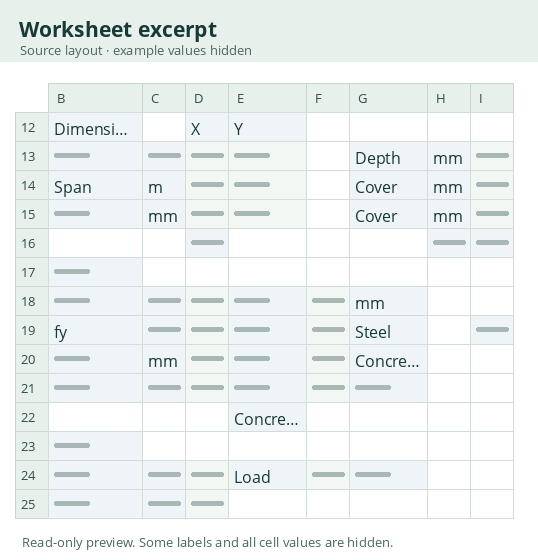 Worksheet excerpt
Source layout · example values hidden
B C D E F G H I
12 Dimensi... X Y
13 Depth mm
14 Span m Cover mm
15 mm Cover mm
16
17
18 mm
19 fy Steel
20 mm Concre...
21
22 Concre...
23
24 Load
25
Read-only preview. Some labels and all cell values are hidden.